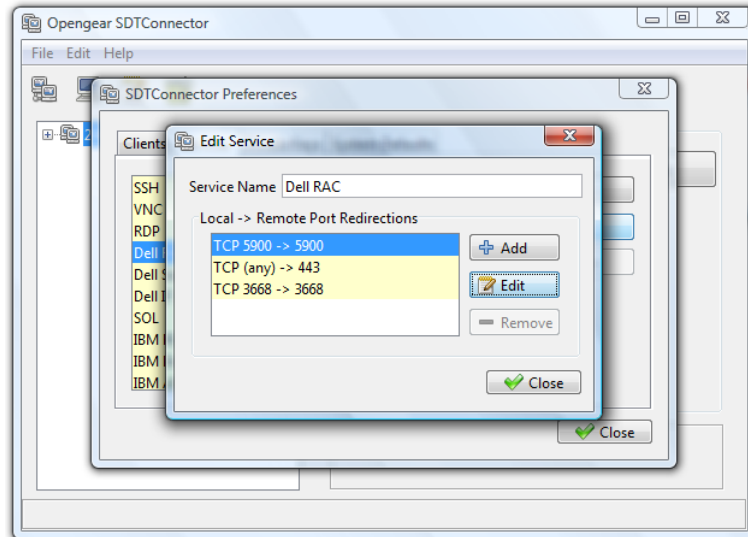 Opengear SDTConnector
File Edit Help
SDTConnector Preferences
2
Clients
Edit Service
SSH
VNC
RDP
Dell
Dell
Dell
SOL
IBM
IBM
IBM
Service Name Dell RAC
Local -> Remote Port Redirections
TCP 5900 -> 5900
TCP (any) -> 443
TCP 3668 -> 3668
Add
Edit
Remove
Close
Close